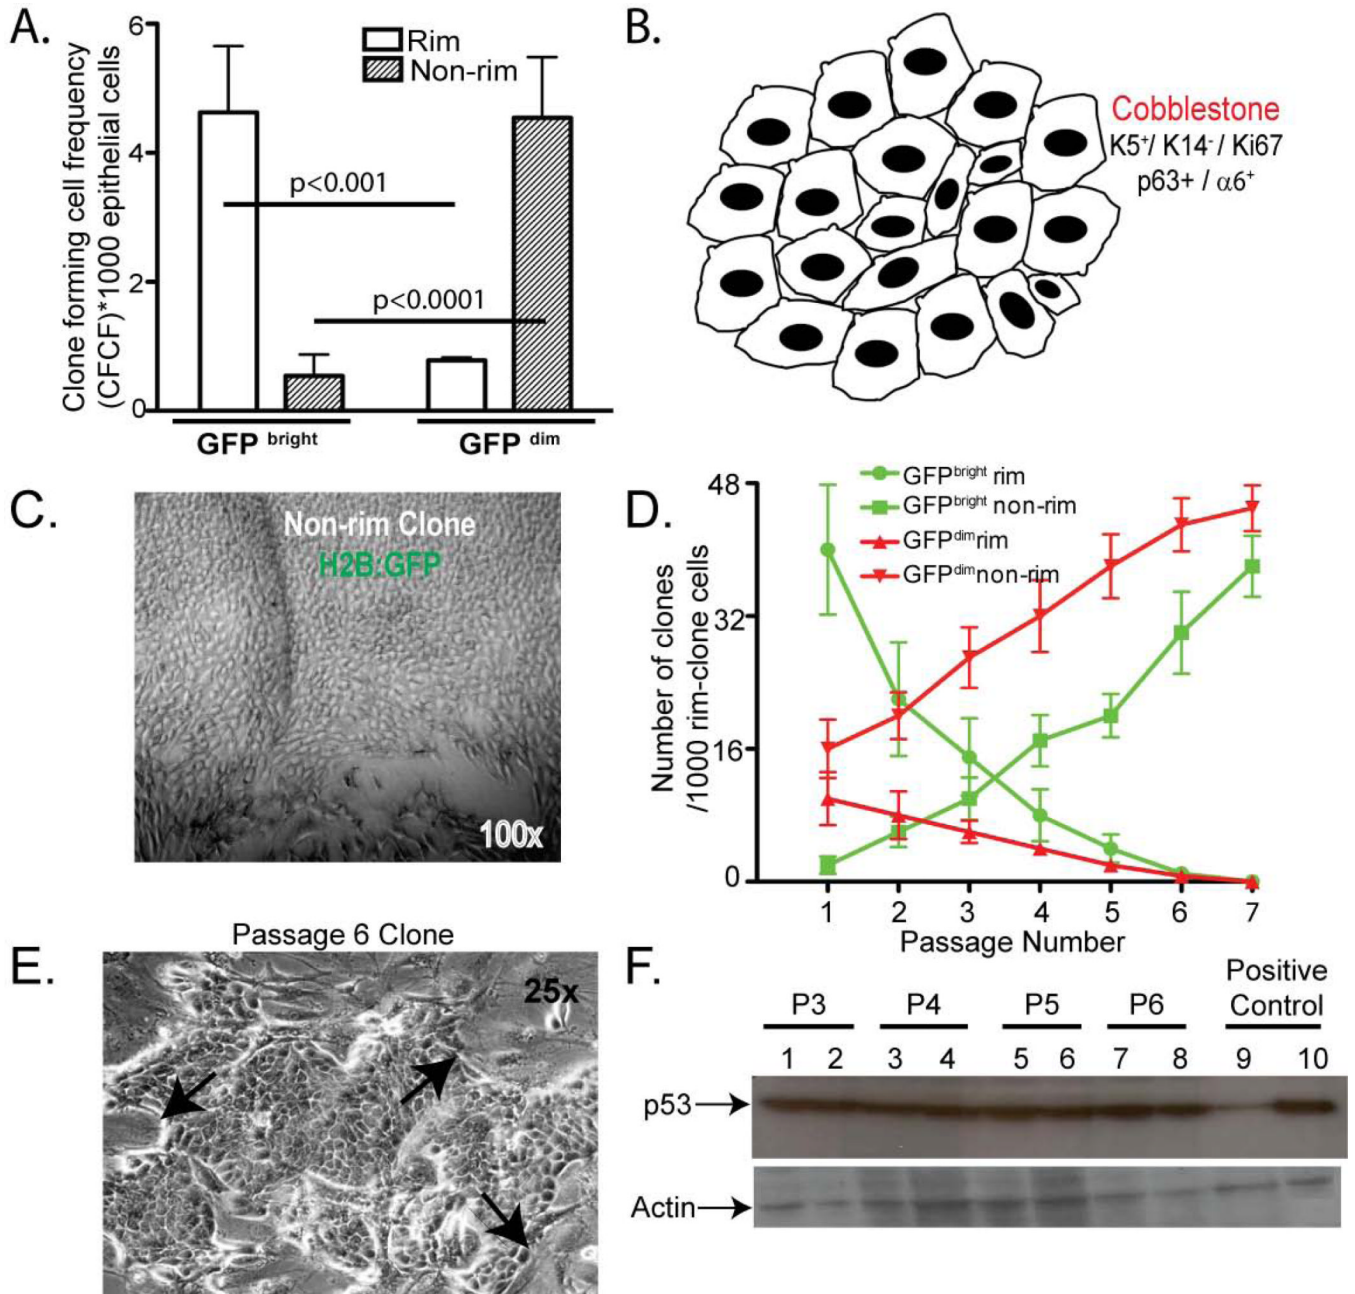 A.
6
4
2
0
Clone forming cell frequency
(CFCF)*1000 epithelial cells
Rim
Non-rim
p<0.001
p<0.0001
GFP bright
GFP dim
B.
Cobblestone
K5+/ K14-/ Ki67
p63+ / α6+
C.
Non-rim Clone
H2B:GFP
100x
D.
GFPbright rim
GFPbright non-rim
GFPdim rim
GFPdim non-rim
48
32
16
0
Number of clones
/1000 rim-clone cells
1 2 3 4 5 6 7
Passage Number
E.
Passage 6 Clone
25x
F.
Positive
Control
P3 P4 P5 P6
1 2 3 4 5 6 7 8 9 10
p53
Actin